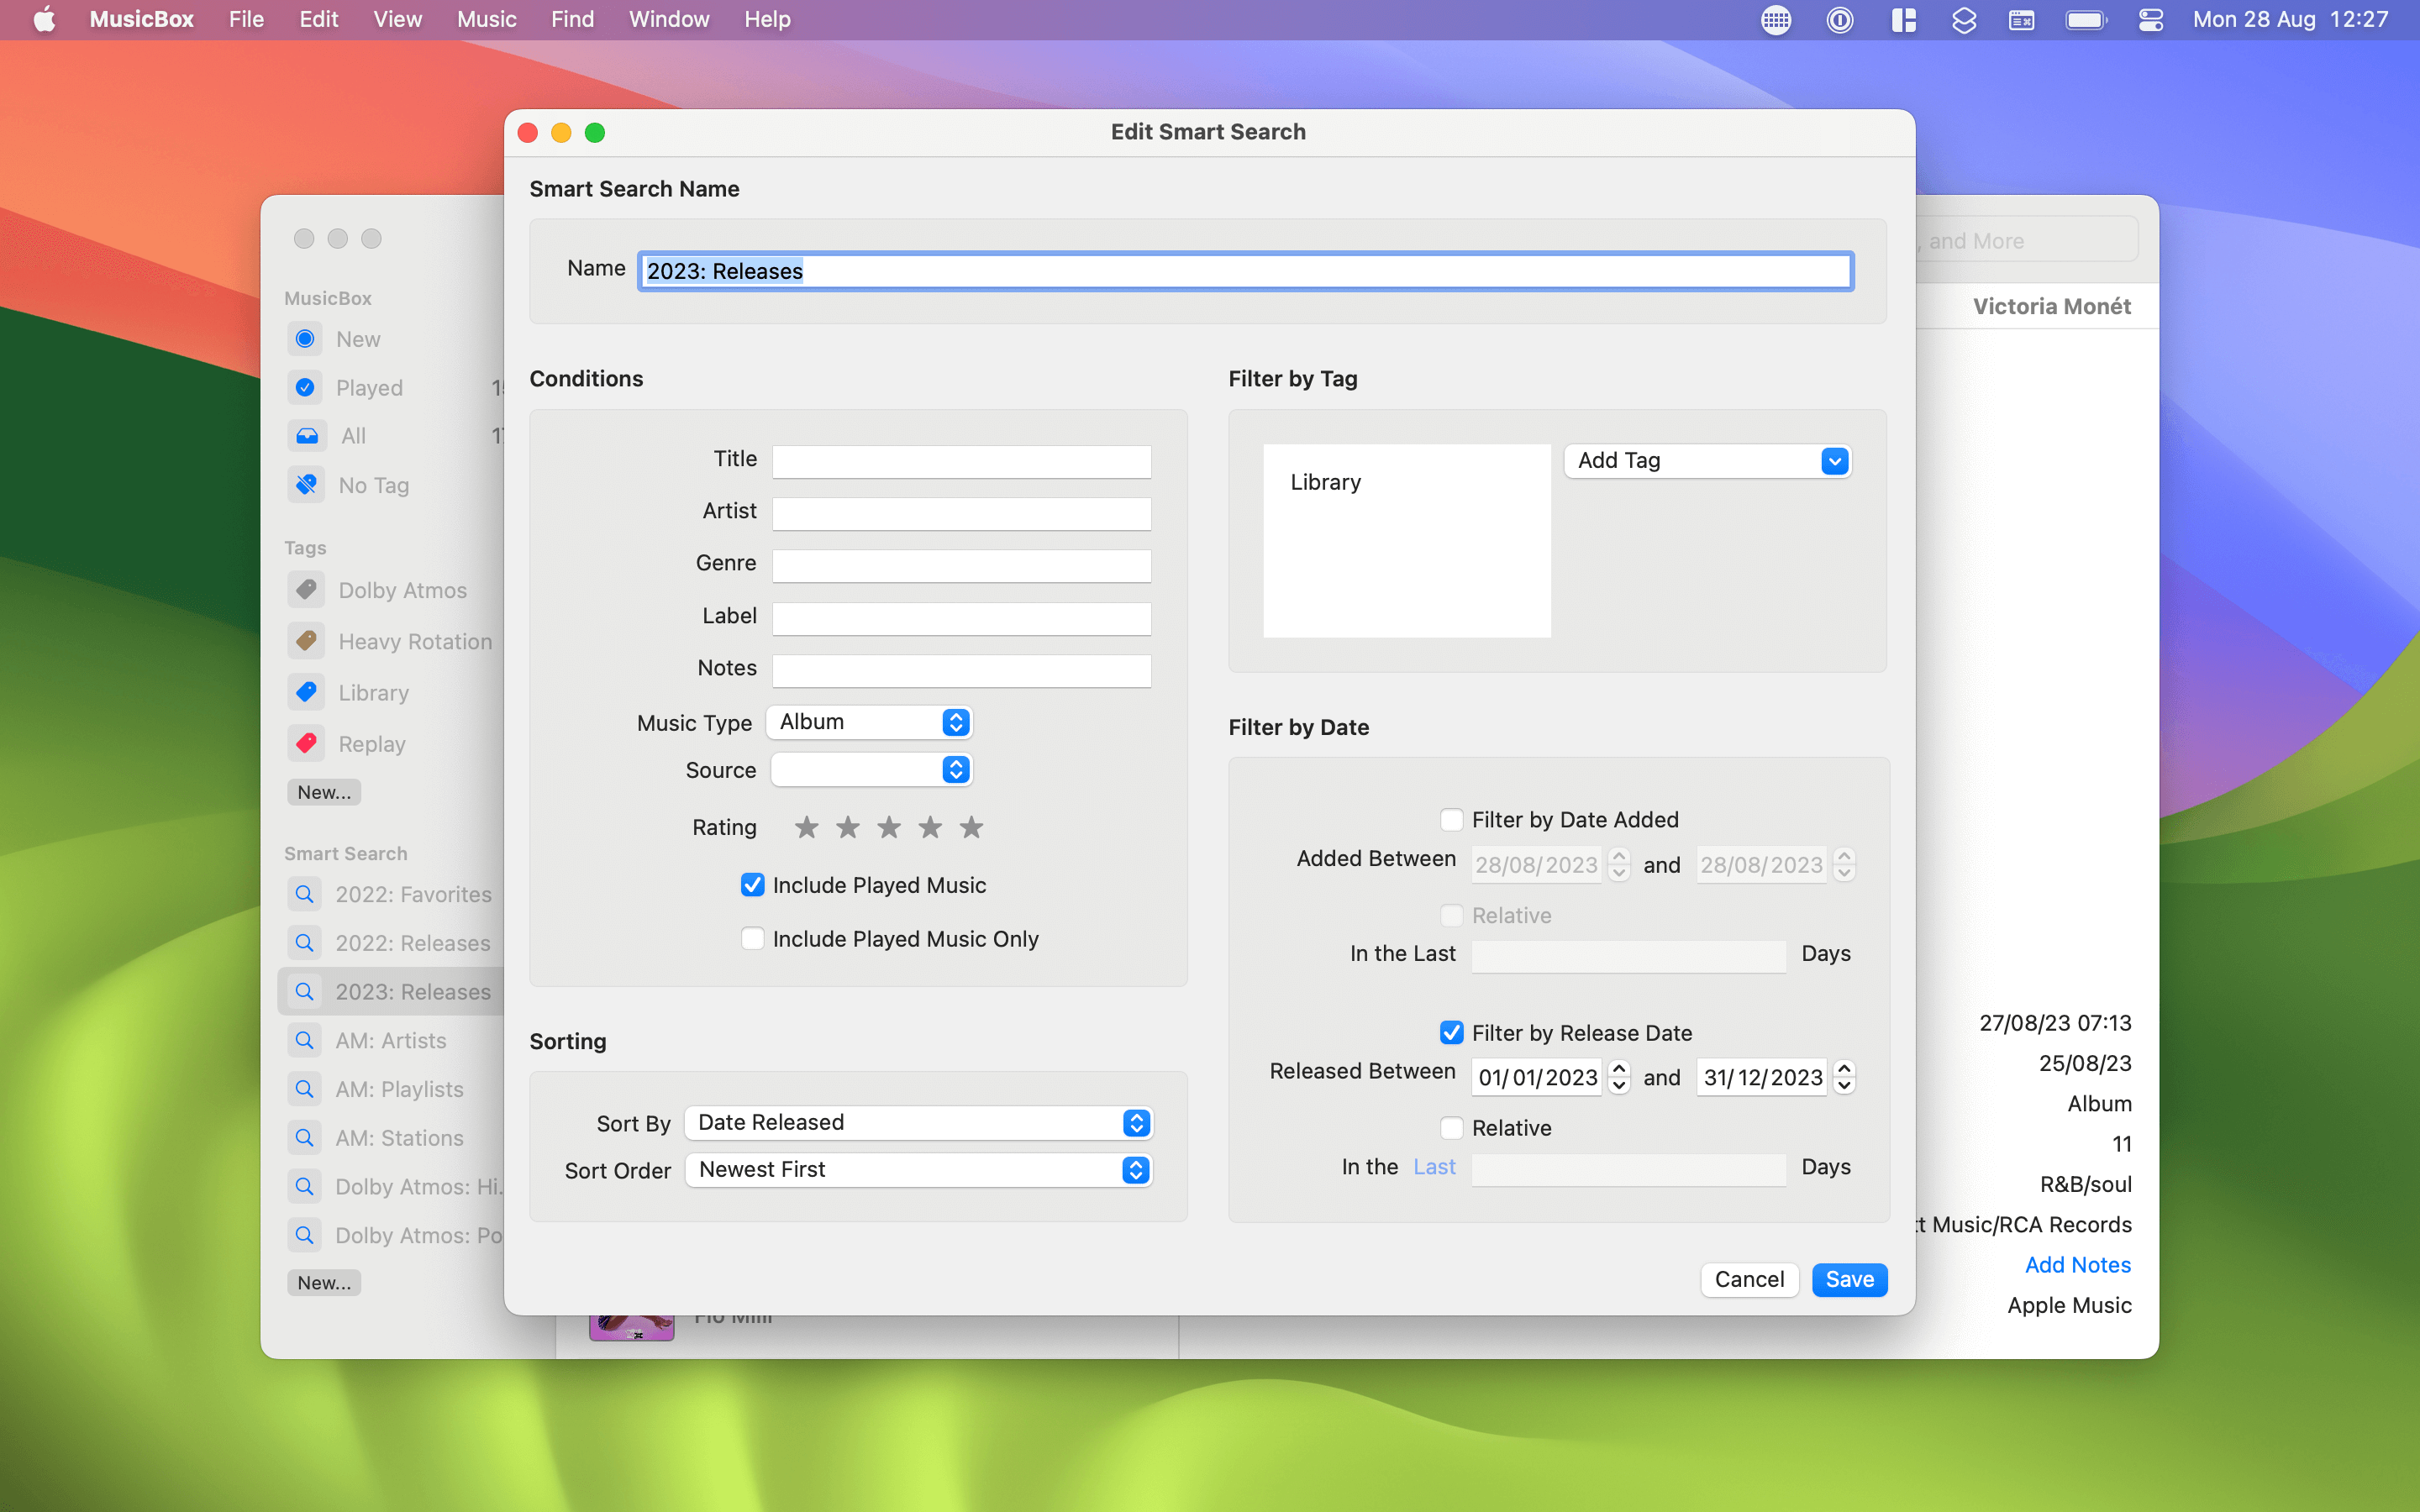 MusicBox File Edit View Music Find Window Help Mon 28 Aug 12:27
Edit Smart Search
Smart Search Name
Name 2023: Releases
Conditions
Title
Artist
Genre
Label
Notes
Music Type Album
Source
Rating
Include Played Music
Include Played Music Only
Sorting
Sort By Date Released
Sort Order Newest First
Filter by Tag
Library
Add Tag
Filter by Date
Filter by Date Added
Added Between 28/08/2023 and 28/08/2023
Relative
In the Last Days
Filter by Release Date
Released Between 01/01/2023 and 31/12/2023
Relative
In the Last Days
Cancel Save
MusicBox
New
Played
All
No Tag
Tags
Dolby Atmos
Heavy Rotation
Library
Replay
New...
Smart Search
2022: Favorites
2022: Releases
2023: Releases
AM: Artists
AM: Playlists
AM: Stations
Dolby Atmos: Hi.
Dolby Atmos: Po
New...
, and More
Victoria Monét
27/08/23 07:13
25/08/23
Album
11
R&B/soul
Music/RCA Records
Add Notes
Apple Music